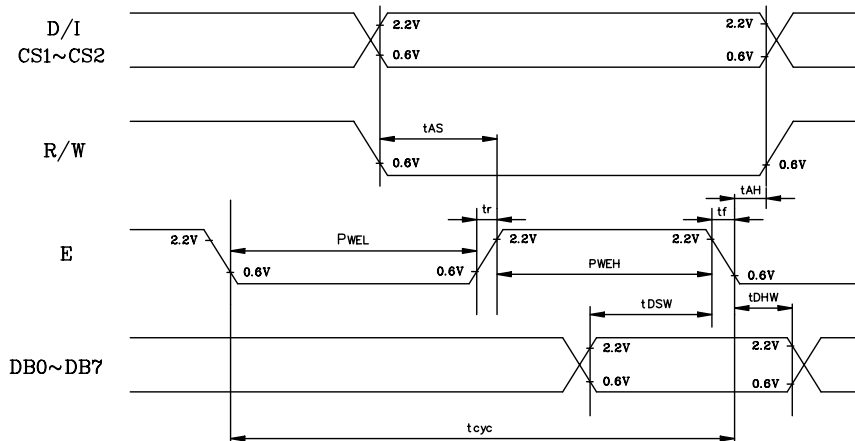 D/I
CS1~CS2
2.2V
2.2V
0.6V
0.6V
R/W
tAS
0.6V
0.6V
tAH
tr
tf
E
2.2V
PWEL
2.2V
2.2V
0.6V
0.6V
PWEH
0.6V
tDSW
tDHW
DB0~DB7
2.2V
2.2V
0.6V
0.6V
tcyc